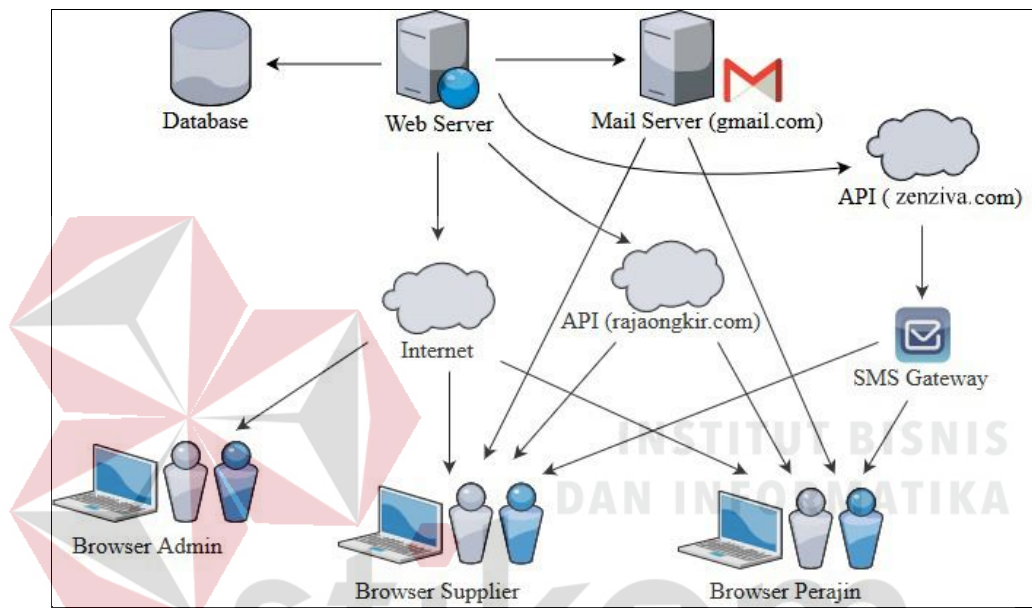 Database
Web Server
Mail Server (gmail.com)
API ( zenziva.com)
Internet
API (rajaongkir.com)
SMS Gateway
INSTITUT BISNIS
DAN INFORMATIKA
Browser Admin
Browser Supplier
Browser Perajin
stikom